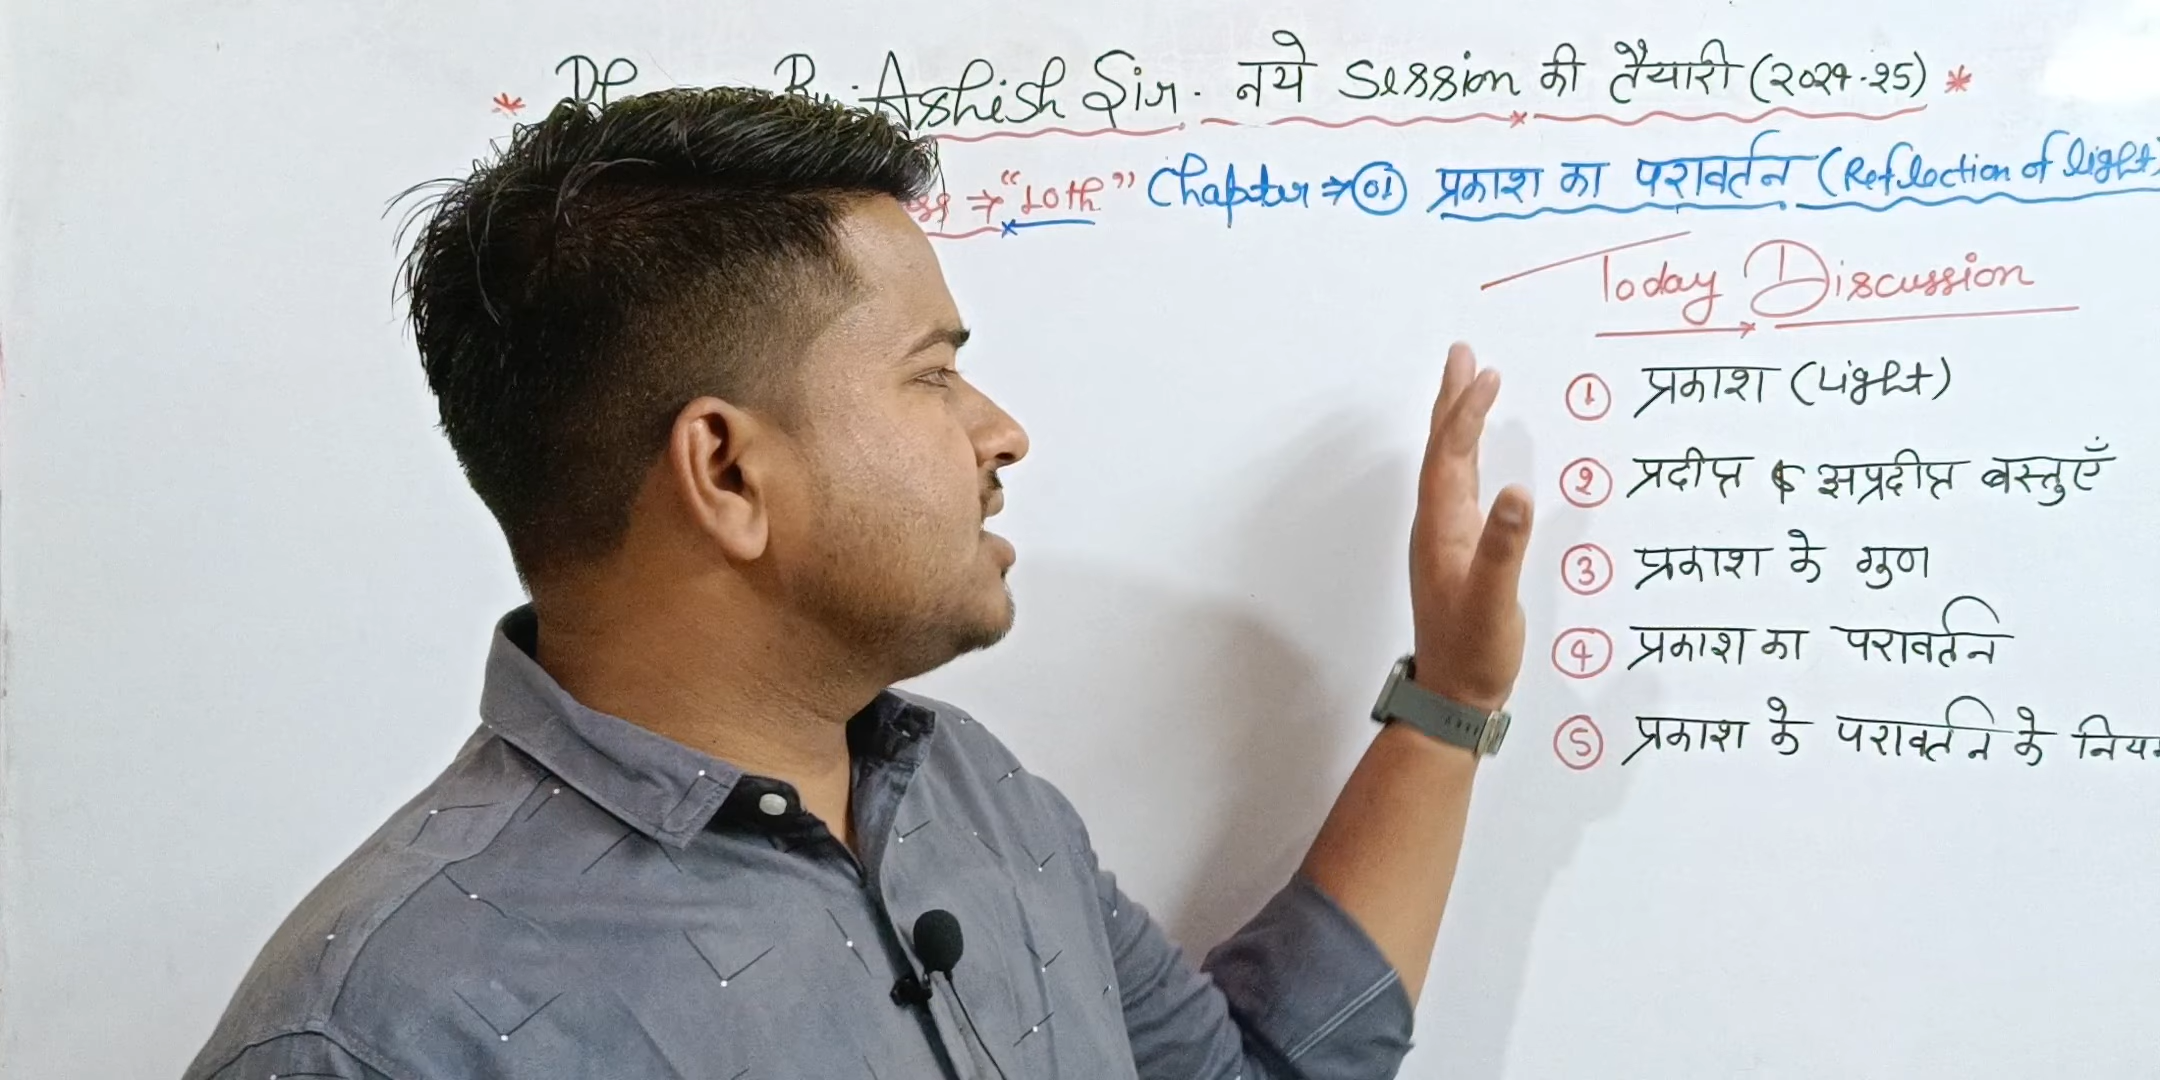 * By. Ashish Sir. नये Session की तैयारी (2024-25) *
⇒ "10th" Chapter ⇒ 01 प्रकाश का परावर्तन (Reflection of light)
Today Discussion
① प्रकाश (Light)
② प्रदीप्त & अप्रदीप्त वस्तुएँ
③ प्रकाश के गुण
④ प्रकाश का परावर्तन
⑤ प्रकाश के परावर्तन के